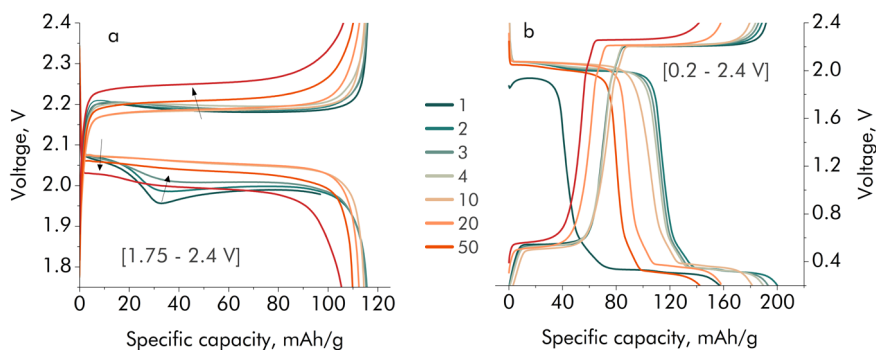 a
2.4
2.3
2.2
2.1
2.0
1.9
1.8
Voltage, V
[1.75 - 2.4 V]
0 20 40 60 80 100 120
Specific capacity, mAh/g
1
2
3
4
10
20
50
b
[0.2 - 2.4 V]
2.4
2.0
1.6
1.2
0.8
0.4
Voltage, V
0 40 80 120 160 200
Specific capacity, mAh/g